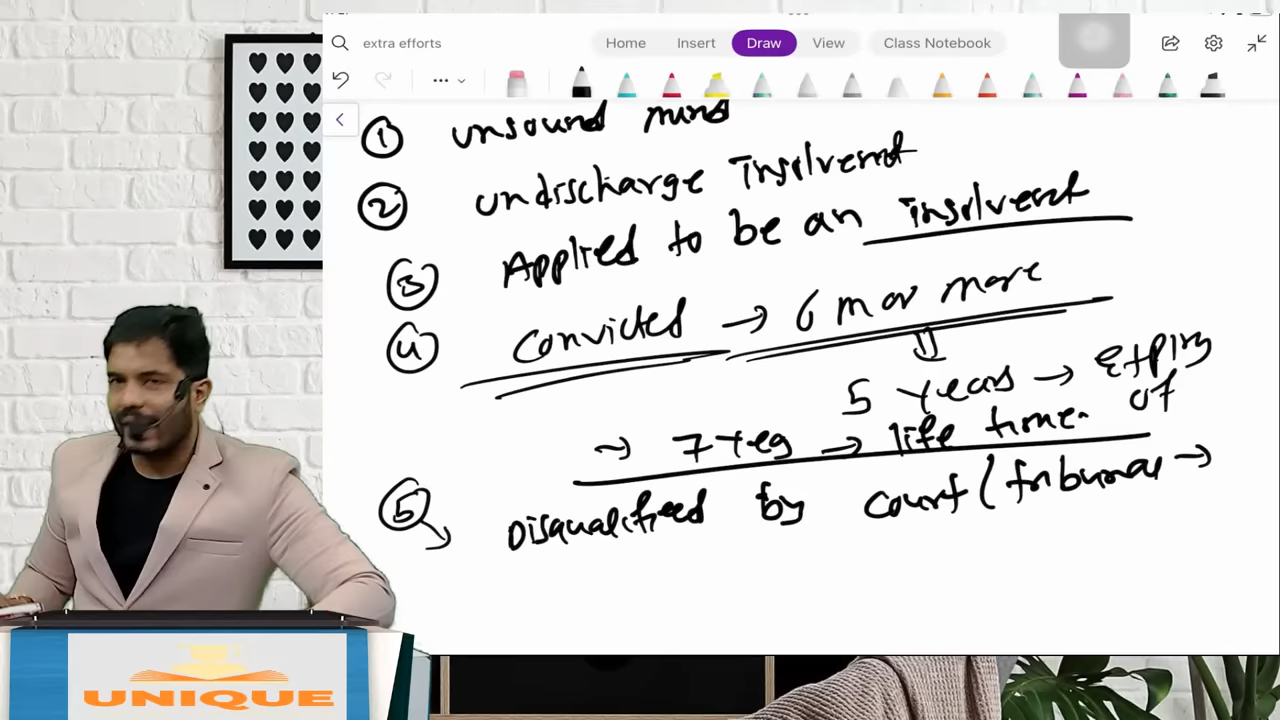 extra efforts
Home Insert Draw View Class Notebook
1 unsound mind
2 undischarge insolvent
3 Applied to be an insolvent
4 Convicted → 6 m or more
⇓
5 years → expiry of
→ 7 yeg → life time.
5 Disqualified by court (tribunal →
UNIQUE